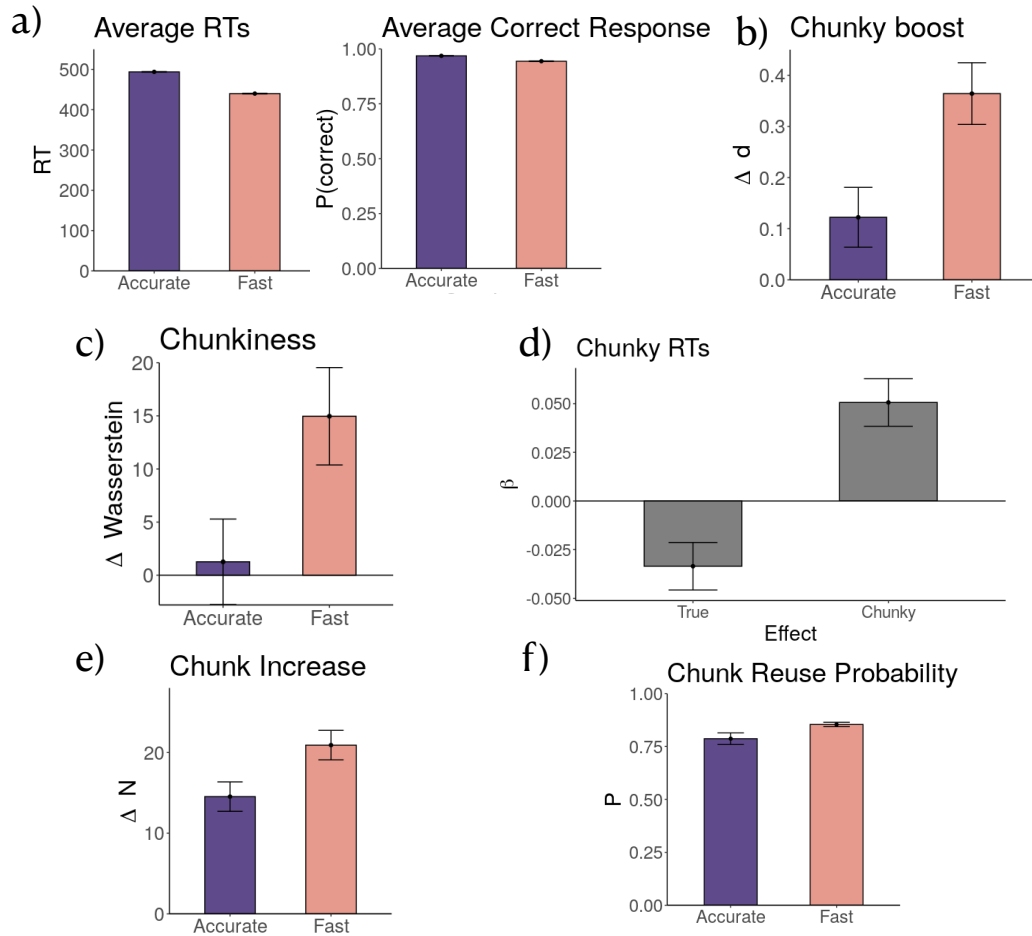 a)
Average RTs
500
400
300
200
100
0
RT
Accurate
Fast
Average Correct Response
1.00
0.75
0.50
0.25
0.00
P(correct)
Accurate
Fast
b)
Chunky boost
0.4
0.3
0.2
0.1
0.0
Δ d
Accurate
Fast
c)
Chunkiness
20
15
10
5
0
Δ Wasserstein
Accurate
Fast
d)
Chunky RTs
0.050
0.025
0.000
-0.025
-0.050
β
True
Chunky
Effect
e)
Chunk Increase
20
10
0
Δ N
Accurate
Fast
f)
Chunk Reuse Probability
1.00
0.75
0.50
0.25
0.00
P
Accurate
Fast